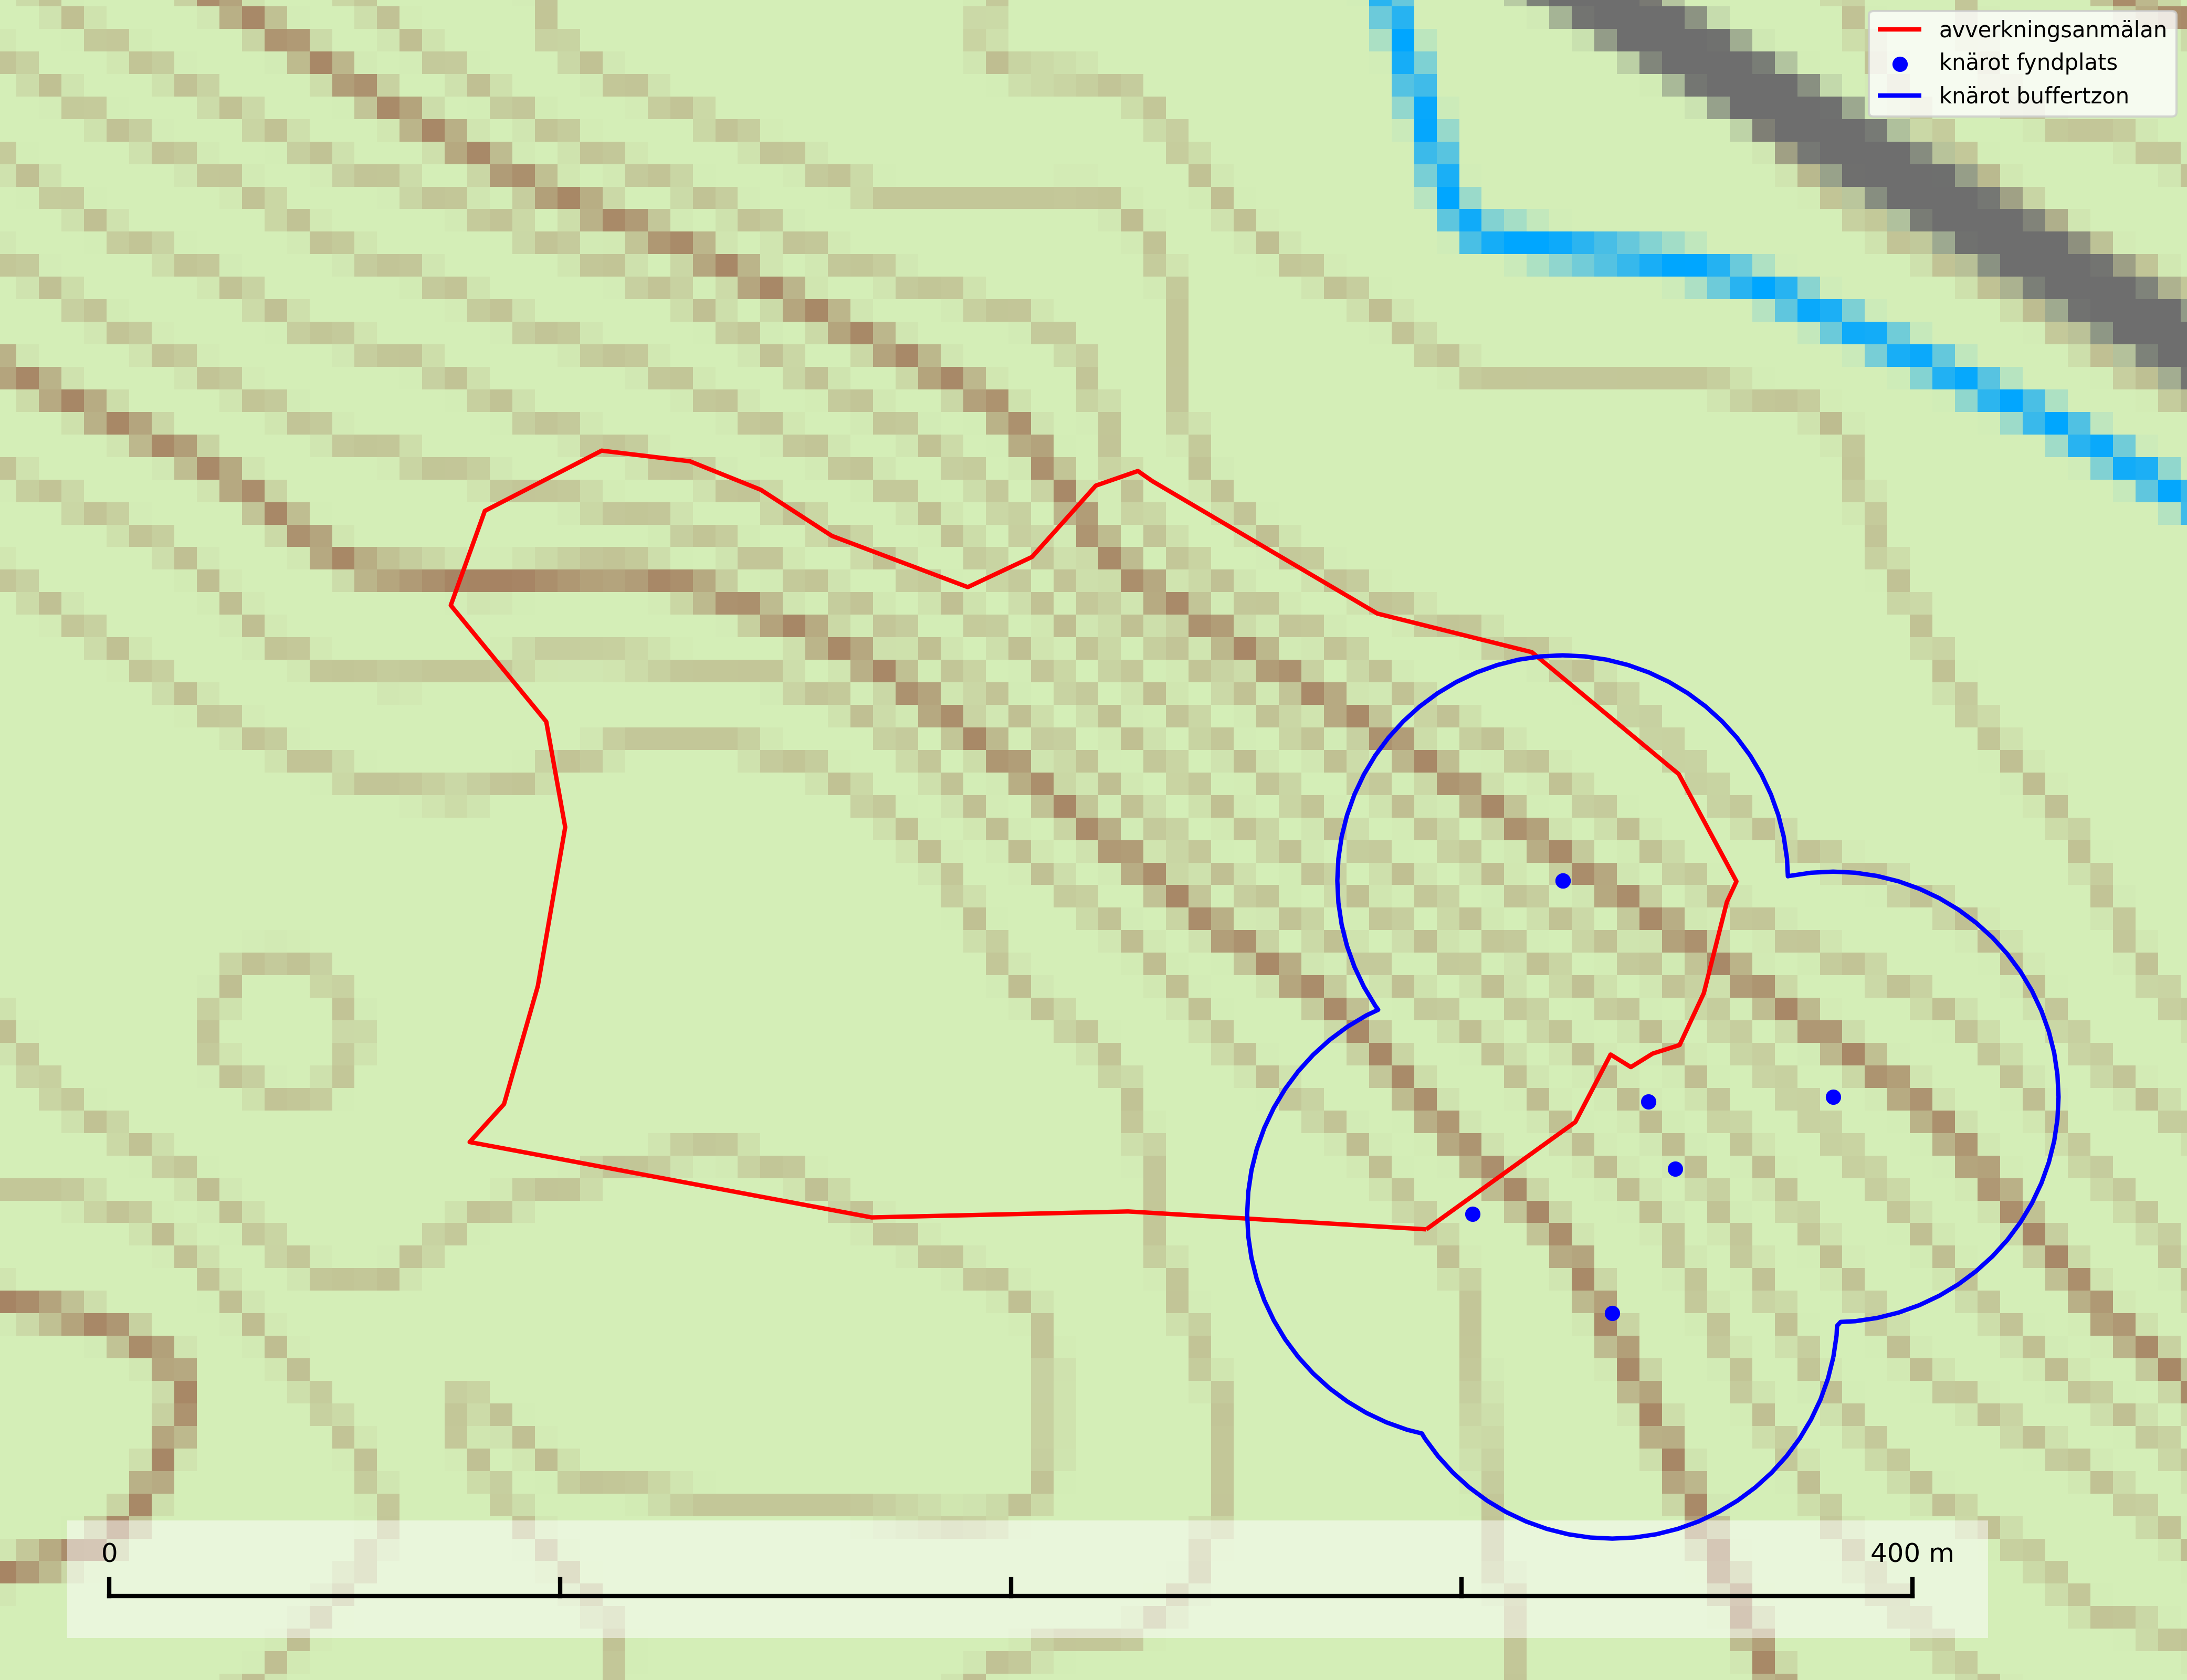 avverkningsanmälan
knärot fyndplats
knärot buffertzon
0
400 m